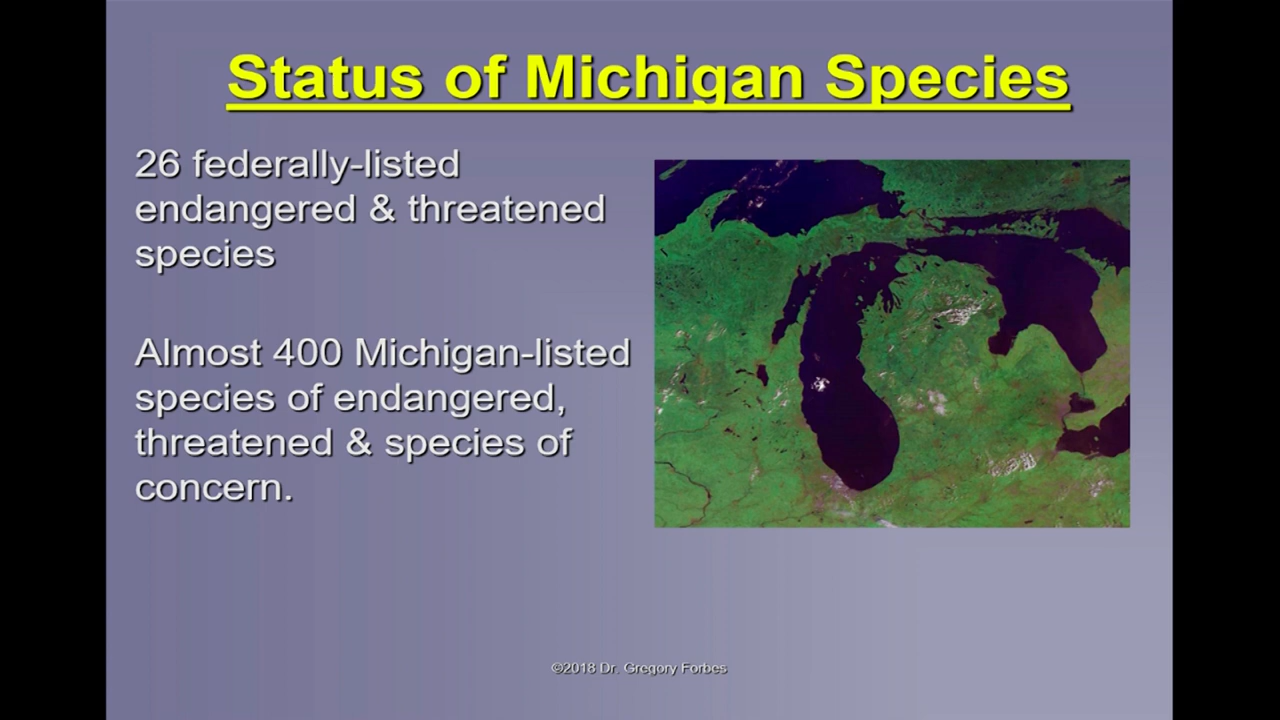 Status of Michigan Species
26 federally-listed
endangered & threatened
species
Almost 400 Michigan-listed
species of endangered,
threatened & species of
concern.
©2018 Dr. Gregory Forbes